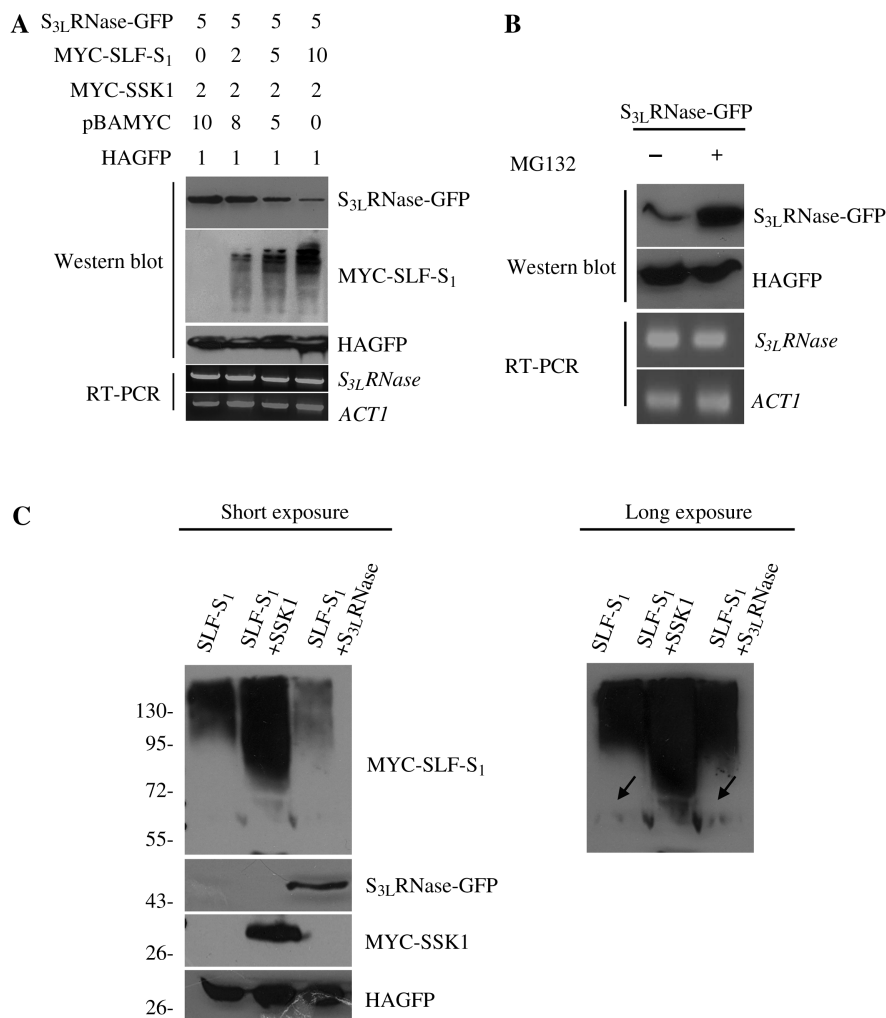 A
S3LRNase-GFP 5 5 5 5
MYC-SLF-S1 0 2 5 10
MYC-SSK1 2 2 2 2
pBAMYC 10 8 5 0
HAGFP 1 1 1 1
Western blot
S3LRNase-GFP
MYC-SLF-S1
HAGFP
RT-PCR
S3LRNase
ACT1
B
S3LRNase-GFP
MG132 – +
Western blot
S3LRNase-GFP
HAGFP
RT-PCR
S3LRNase
ACT1
C
Short exposure
SLF-S1
SLF-S1
+SSK1
SLF-S1
+S3LRNase
130-
95-
72-
55-
MYC-SLF-S1
43-
S3LRNase-GFP
26-
MYC-SSK1
26-
HAGFP
Long exposure
SLF-S1
SLF-S1
+SSK1
SLF-S1
+S3LRNase